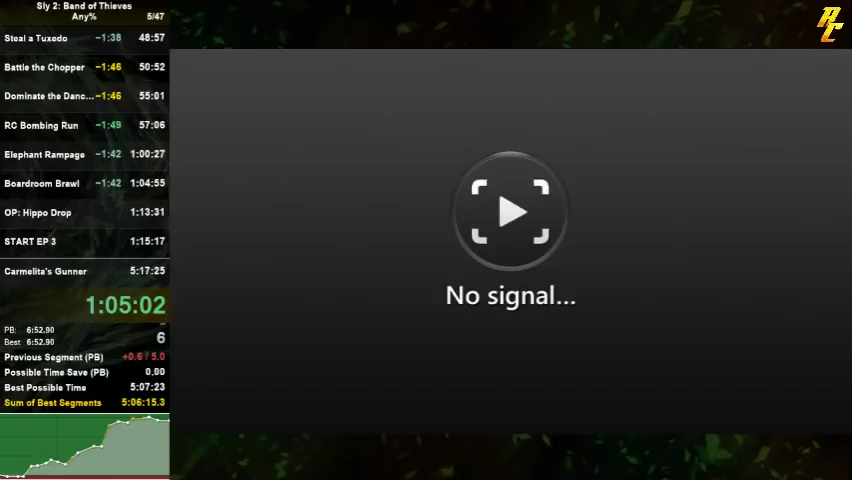 Sly 2: Band of Thieves
Any% 5/47
Steal a Tuxedo −1:38 48:57
Battle the Chopper −1:46 50:52
Dominate the Danc... −1:46 55:01
RC Bombing Run −1:49 57:06
Elephant Rampage −1:42 1:00:27
Boardroom Brawl −1:42 1:04:55
OP: Hippo Drop 1:13:31
START EP 3 1:15:17
Carmelita's Gunner 5:17:25
1:05:02
PB: 6:52.90
Best: 6:52.90
6
Previous Segment (PB) +0.6 / 5.0
Possible Time Save (PB) 0.00
Best Possible Time 5:07:23
Sum of Best Segments 5:06:15.3
No signal...